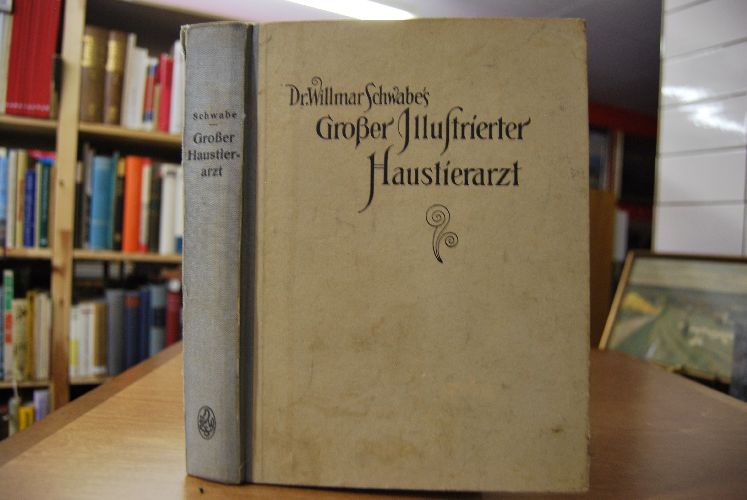 Schwabe
Großer
Haustier-
arzt
Dr. Willmar Schwabe's
Großer Illustrierter
Haustierarzt